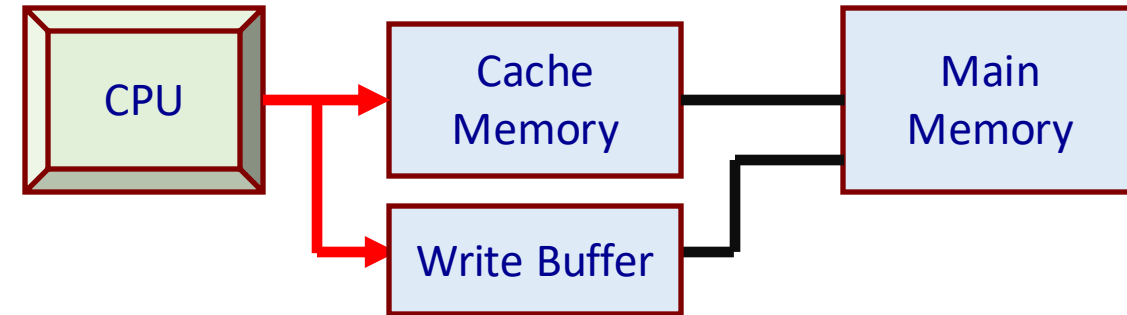 CPU
Cache
Memory
Main
Memory
Write Buffer